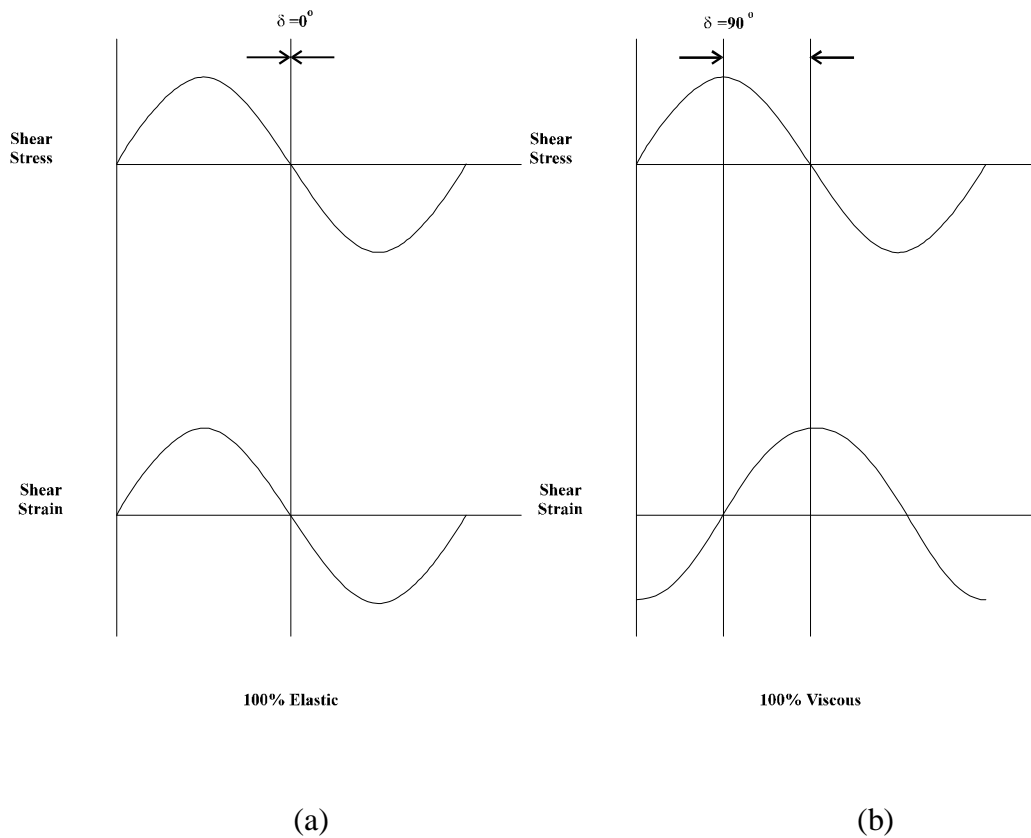 δ =0°
δ =90°
Shear
Stress
Shear
Stress
Shear
Strain
Shear
Strain
100% Elastic
100% Viscous
(a)
(b)